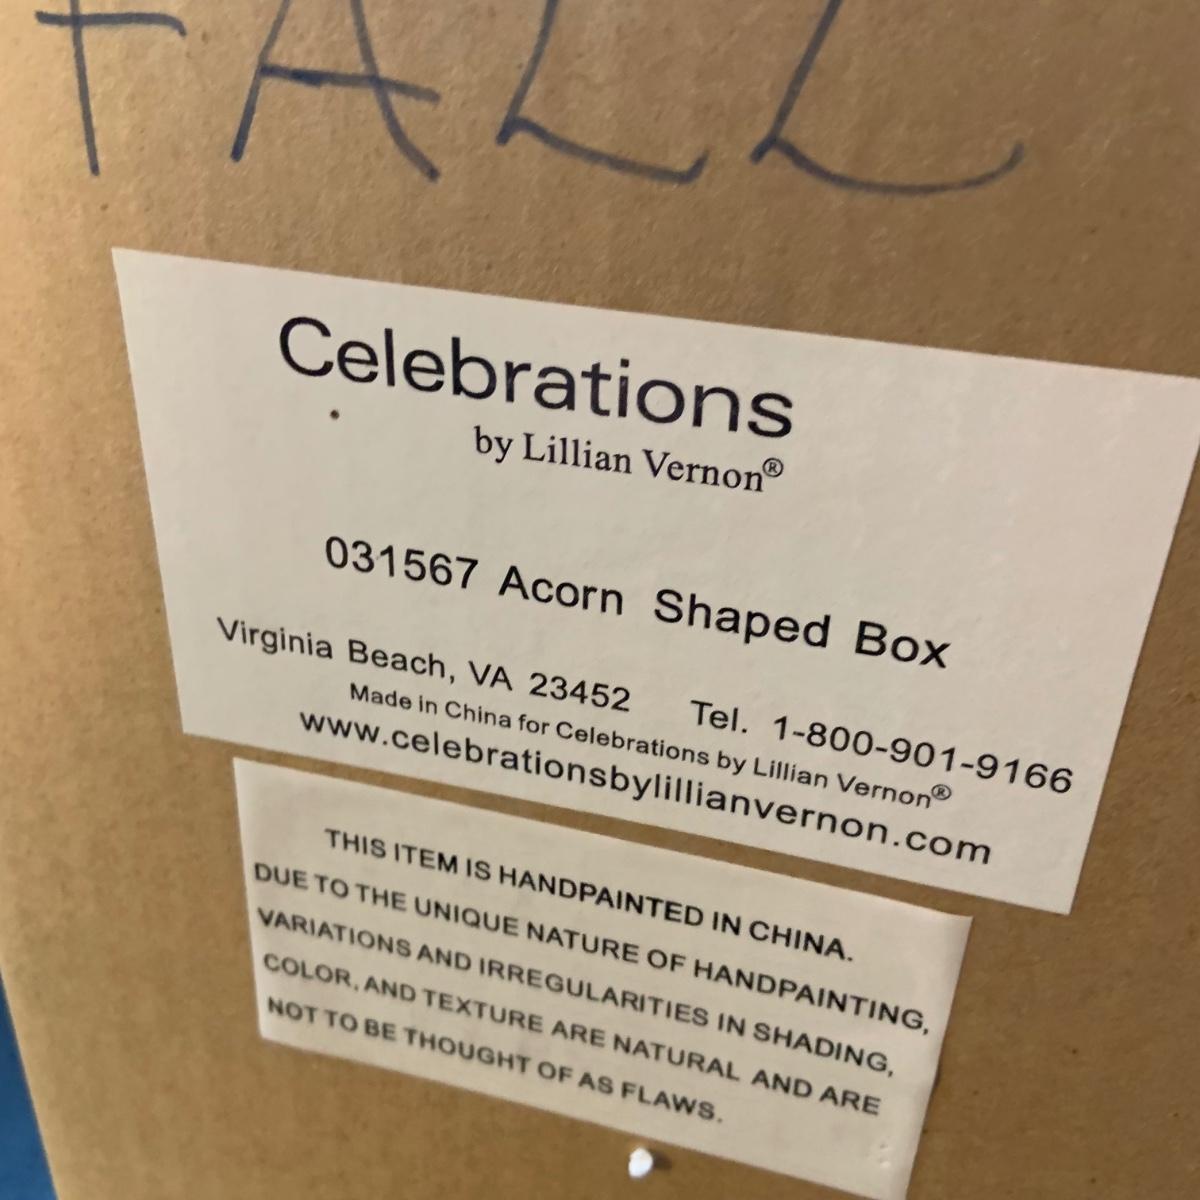 FALL
Celebrations
by Lillian Vernon®
031567 Acorn Shaped Box
Virginia Beach, VA 23452 Tel. 1-800-901-9166
Made in China for Celebrations by Lillian Vernon®
www.celebrationsbylillianvernon.com
THIS ITEM IS HANDPAINTED IN CHINA.
DUE TO THE UNIQUE NATURE OF HANDPAINTING,
VARIATIONS AND IRREGULARITIES IN SHADING,
COLOR, AND TEXTURE ARE NATURAL AND ARE
NOT TO BE THOUGHT OF AS FLAWS.